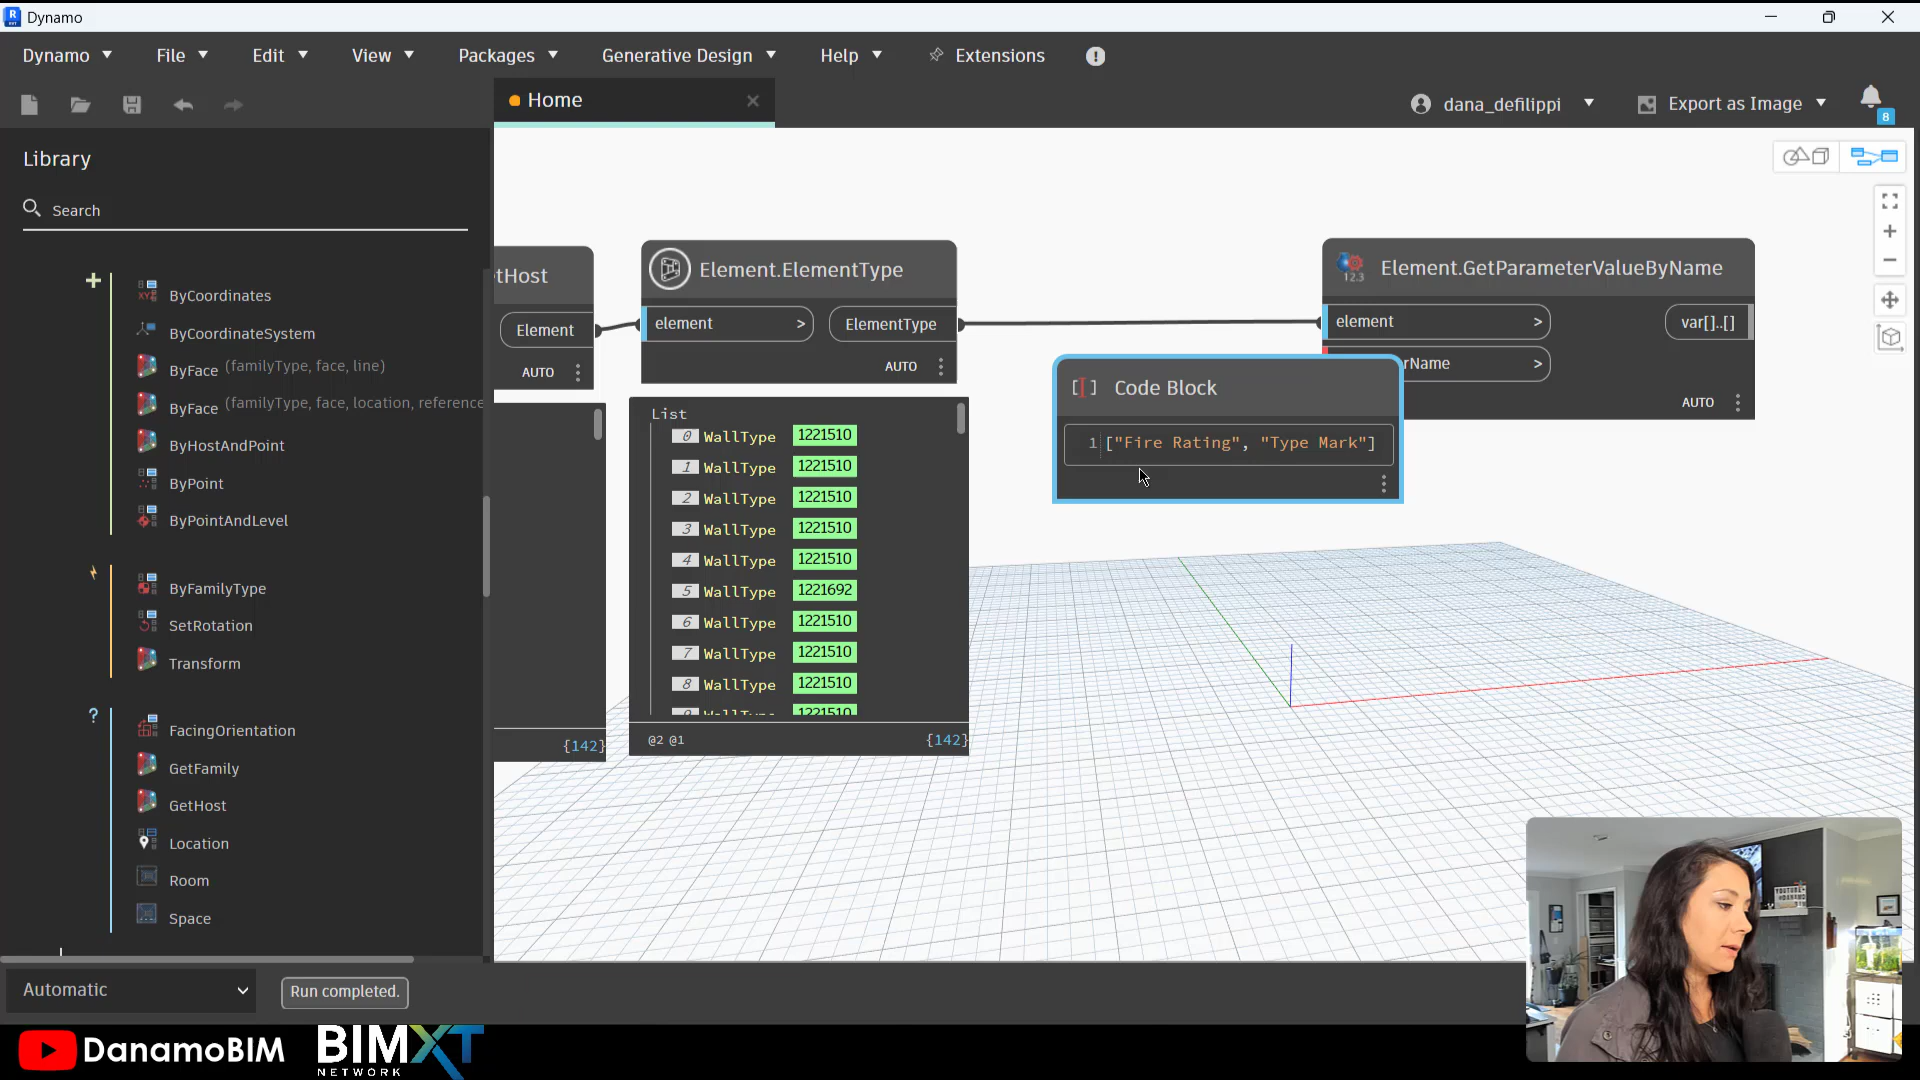 Dynamo
Dynamo File Edit View Packages Generative Design Help Extensions
Home
dana_defilippi
Export as Image
8
Library
Search
ByCoordinates
ByCoordinateSystem
ByFace (familyType, face, line)
ByFace (familyType, face, location, reference
ByHostAndPoint
ByPoint
ByPointAndLevel
ByFamilyType
SetRotation
Transform
FacingOrientation
GetFamily
GetHost
Location
Room
Space
tHost
Element
AUTO
{142}
Element.ElementType
element >
ElementType
AUTO
List
0 WallType 1221510
1 WallType 1221510
2 WallType 1221510
3 WallType 1221510
4 WallType 1221510
5 WallType 1221692
6 WallType 1221510
7 WallType 1221510
8 WallType 1221510
9 WallType 1221510
@2 @1 {142}
Code Block
1 ["Fire Rating", "Type Mark"]
12.3
Element.GetParameterValueByName
element >
var[]..[]
rName >
AUTO
Automatic
Run completed.
DanamoBIM
BIMXT
NETWORK